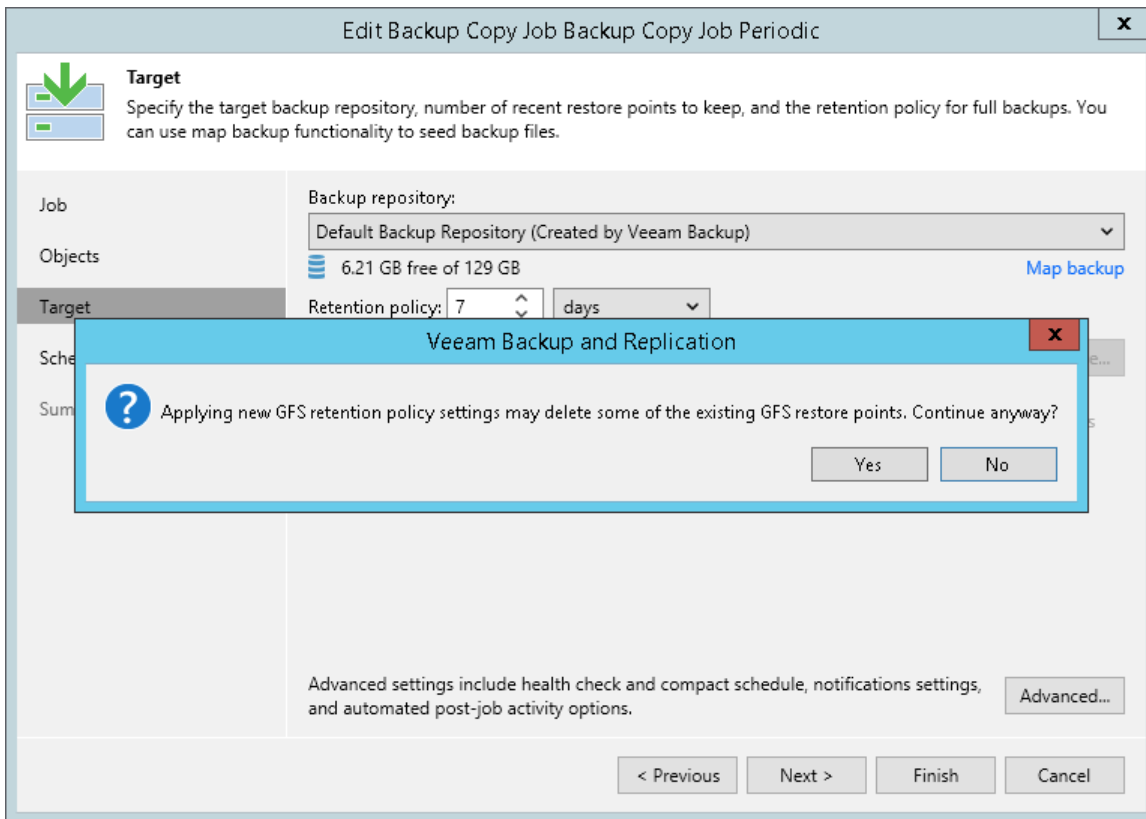 Edit Backup Copy Job Backup Copy Job Periodic
x
Target
Specify the target backup repository, number of recent restore points to keep, and the retention policy for full backups. You
can use map backup functionality to seed backup files.
Job
Objects
Target
Sche
Sum
Backup repository:
Default Backup Repository (Created by Veeam Backup)
6.21 GB free of 129 GB
Map backup
Retention policy: 7 days
e...
s
Veeam Backup and Replication
x
Applying new GFS retention policy settings may delete some of the existing GFS restore points. Continue anyway?
Yes No
Advanced settings include health check and compact schedule, notifications settings,
and automated post-job activity options.
Advanced...
< Previous Next > Finish Cancel